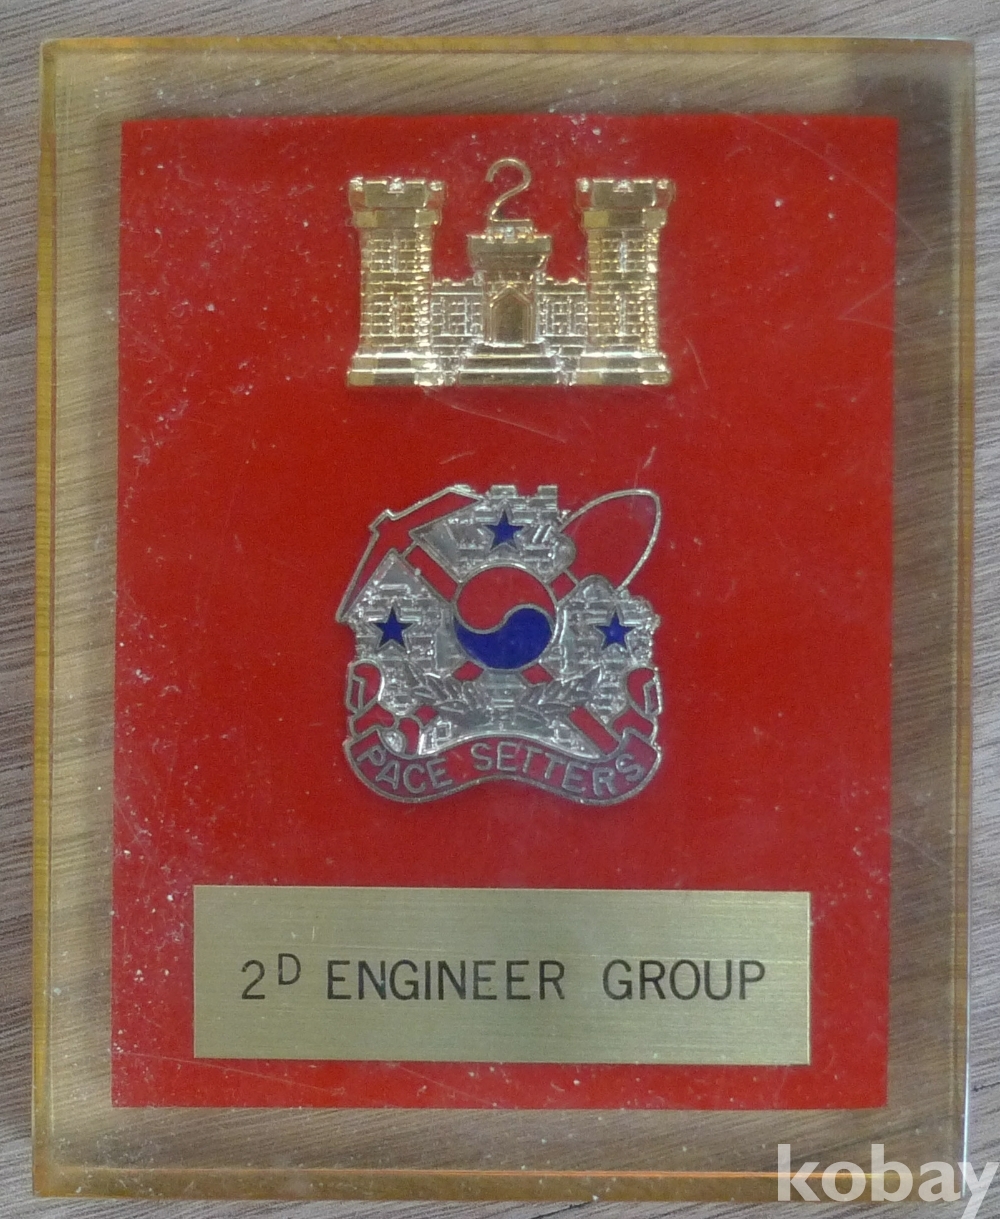 2
PACE SETTERS
2D ENGINEER GROUP
kobay